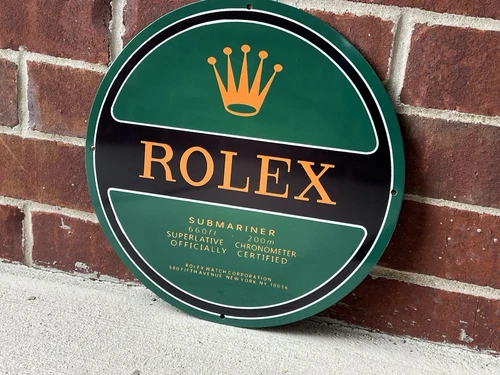 ROLEX
SUBMARINER
660ft 200m
SUPERLATIVE CHRONOMETER
OFFICIALLY CERTIFIED
ROLEX WATCH CORPORATION
580 FIFTH AVENUE NEW YORK NY 10036